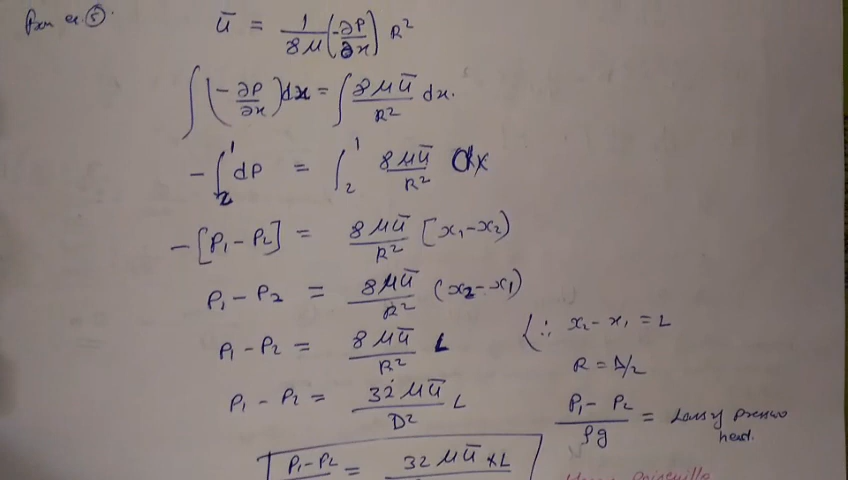 from eq (5).
ū = 1/8μ (-∂P/∂x) R²
∫(-∂P/∂x)dx = ∫ 8μū/R² dx.
-∫₂¹ dP = ∫₂¹ 8μū/R² dx
-[P₁-P₂] = 8μū/R² [x₁-x₂)
P₁-P₂ = 8μū/R² (x₂-x₁)
P₁-P₂ = 8μū/R² L
{∵ x₂-x₁ = L
R = D/2
P₁-P₂ = 32μū/D² L
P₁-P₂/ρg = Loss of pressure
head.
P₁-P₂ = 32μū×L